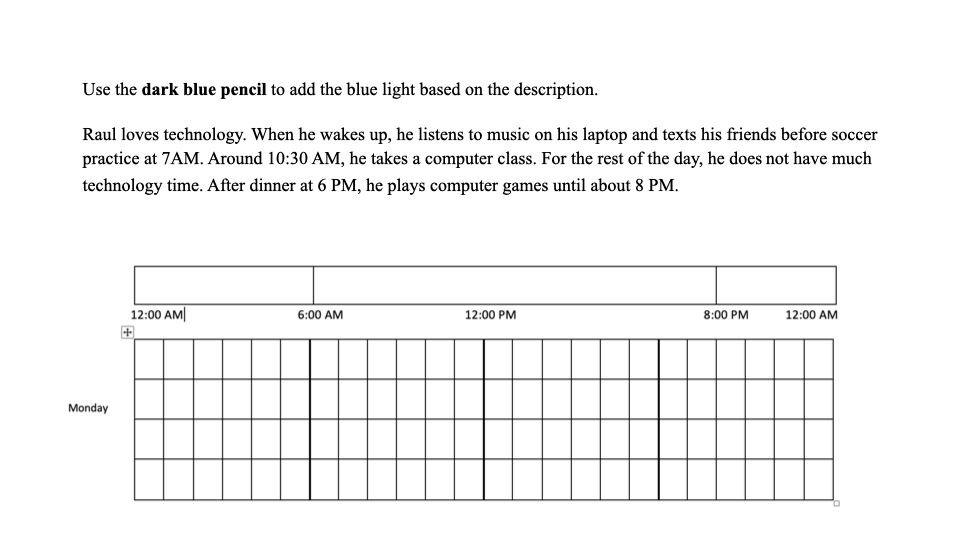 Use the dark blue pencil to add the blue light based on the description.
Raul loves technology. When he wakes up, he listens to music on his laptop and texts his friends before soccer
practice at 7AM. Around 10:30 AM, he takes a computer class. For the rest of the day, he does not have much
technology time. After dinner at 6 PM, he plays computer games until about 8 PM.
12:00 AM 6:00 AM 12:00 PM 8:00 PM 12:00 AM
Monday